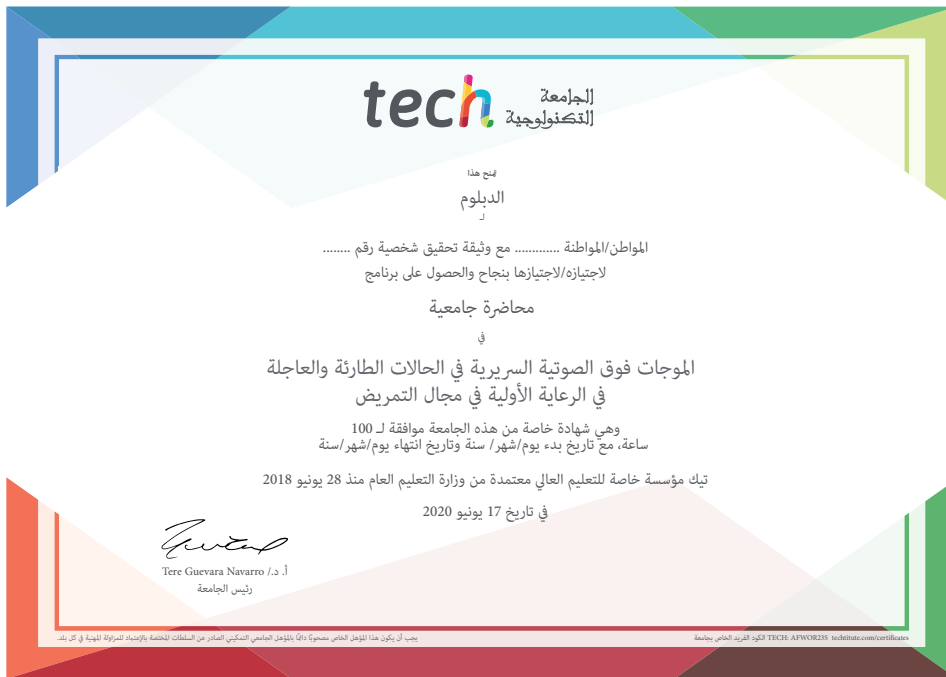 tech الجامعة
التكنولوجية
يمنح هذا
الدبلوم
لـ
المواطن/المواطنة ............. مع وثيقة تحقيق شخصية رقم ........
لاجتيازه/لاجتيازها بنجاح والحصول على برنامج
محاضرة جامعية
في
الموجات فوق الصوتية السريرية في الحالات الطارئة والعاجلة
في الرعاية الأولية في مجال التمريض
وهي شهادة خاصة من هذه الجامعة موافقة لـ 100
ساعة، مع تاريخ بدء يوم/شهر/ سنة وتاريخ انتهاء يوم/شهر/سنة
تيك مؤسسة خاصة للتعليم العالي معتمدة من وزارة التعليم العام منذ 28 يونيو 2018
في تاريخ 17 يونيو 2020
أ. د./ Tere Guevara Navarro
رئيس الجامعة
يجب أن يكون هذا المؤهل الخاص مصحوبًا دائمًا بالمؤهل الجامعي التمكيني الصادر عن السلطات المختصة بالإعتماد للمزاولة المهنية في كل بلد.
الكود الفريد الخاص بجامعة TECH: AFWOR235 techtitute.com/certificates